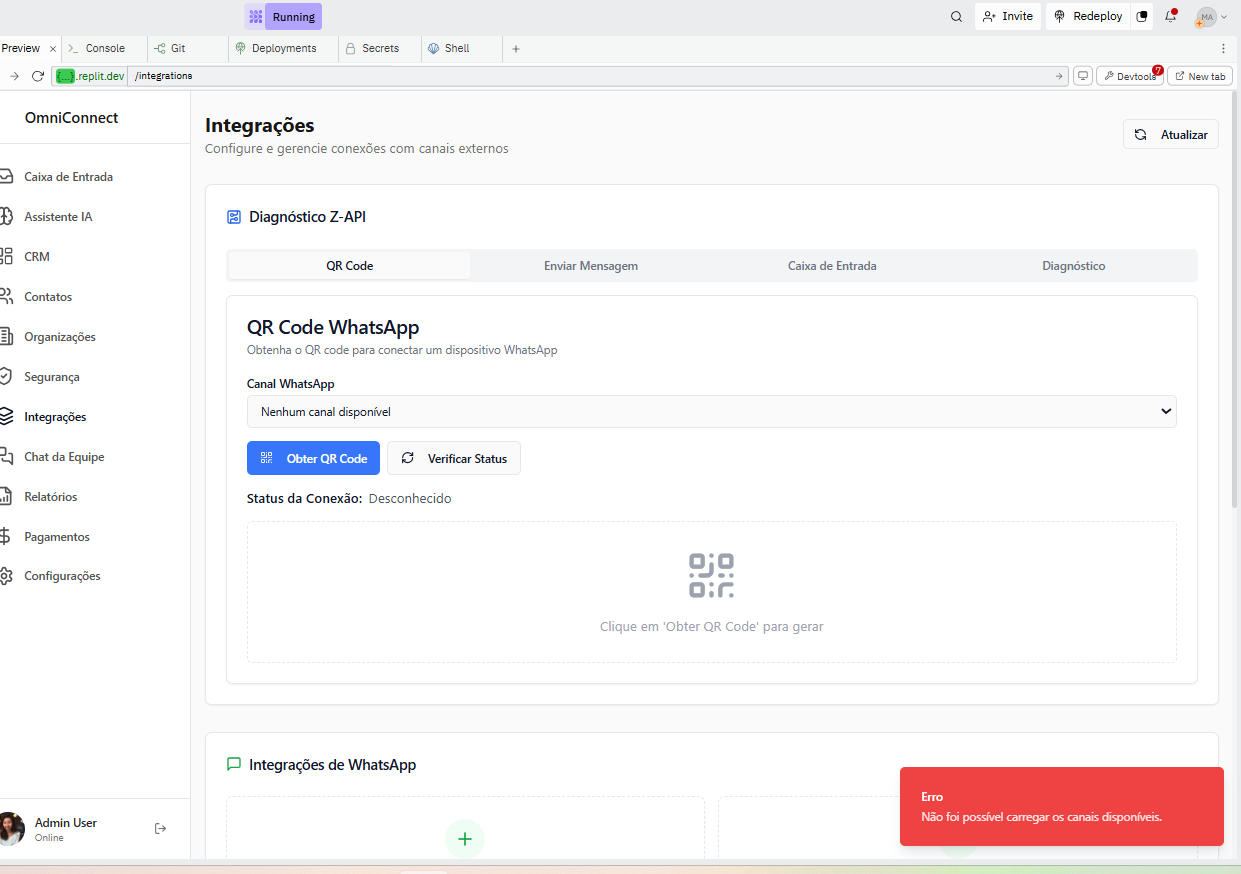 Running
Invite
Redeploy
MA
Preview
Console
Git
Deployments
Secrets
Shell
{...}.replit.dev
/integrations
Devtools
7
New tab
OmniConnect
Caixa de Entrada
Assistente IA
CRM
Contatos
Organizações
Segurança
Integrações
Chat da Equipe
Relatórios
Pagamentos
Configurações
Admin User
Online
Integrações
Configure e gerencie conexões com canais externos
Atualizar
Diagnóstico Z-API
QR Code
Enviar Mensagem
Caixa de Entrada
Diagnóstico
QR Code WhatsApp
Obtenha o QR code para conectar um dispositivo WhatsApp
Canal WhatsApp
Nenhum canal disponível
Obter QR Code
Verificar Status
Status da Conexão: Desconhecido
Clique em 'Obter QR Code' para gerar
Integrações de WhatsApp
Erro
Não foi possível carregar os canais disponíveis.